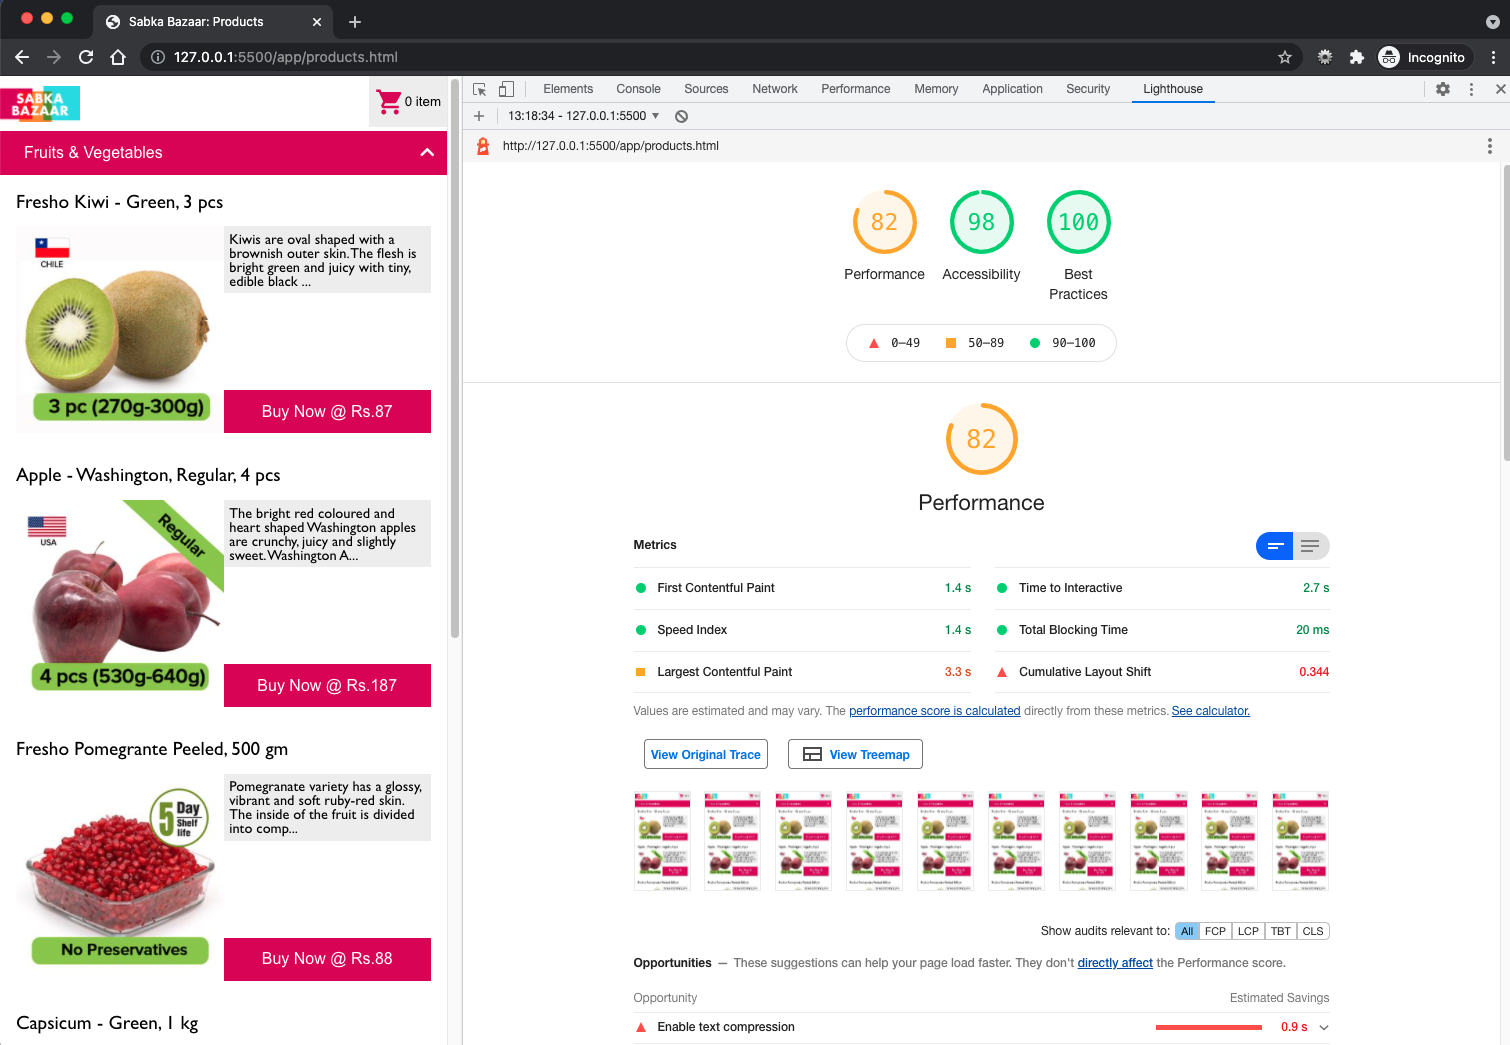 Sabka Bazaar: Products
127.0.0.1:5500/app/products.html
Incognito
SABKA
BAZAAR
0 item
Fruits & Vegetables
Fresho Kiwi - Green, 3 pcs
CHILE
3 pc (270g-300g)
Kiwis are oval shaped with a
brownish outer skin.The flesh is
bright green and juicy with tiny,
edible black ...
Buy Now @ Rs.87
Apple - Washington, Regular, 4 pcs
USA
Regular
4 pcs (530g-640g)
The bright red coloured and
heart shaped Washington apples
are crunchy, juicy and slightly
sweet. Washington A...
Buy Now @ Rs.187
Fresho Pomegrante Peeled, 500 gm
5 Day
Shelf
life
No Preservatives
Pomegranate variety has a glossy,
vibrant and soft ruby-red skin.
The inside of the fruit is divided
into comp...
Buy Now @ Rs.88
Capsicum - Green, 1 kg
Elements Console Sources Network Performance Memory Application Security Lighthouse
13:18:34 - 127.0.0.1:5500
http://127.0.0.1:5500/app/products.html
82 98 100
Performance Accessibility Best
Practices
0–49 50–89 90–100
82
Performance
Metrics
First Contentful Paint 1.4 s Time to Interactive 2.7 s
Speed Index 1.4 s Total Blocking Time 20 ms
Largest Contentful Paint 3.3 s Cumulative Layout Shift 0.344
Values are estimated and may vary. The performance score is calculated directly from these metrics. See calculator.
View Original Trace View Treemap
Show audits relevant to: All FCP LCP TBT CLS
Opportunities — These suggestions can help your page load faster. They don't directly affect the Performance score.
Opportunity Estimated Savings
Enable text compression 0.9 s